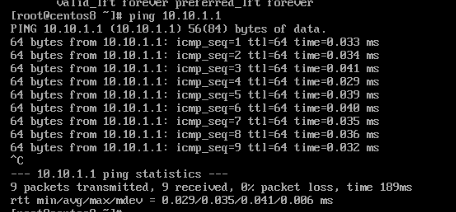 valid_lft forever preferred_lft forever
[root@centos8 ~]# ping 10.10.1.1
PING 10.10.1.1 (10.10.1.1) 56(84) bytes of data.
64 bytes from 10.10.1.1: icmp_seq=1 ttl=64 time=0.033 ms
64 bytes from 10.10.1.1: icmp_seq=2 ttl=64 time=0.034 ms
64 bytes from 10.10.1.1: icmp_seq=3 ttl=64 time=0.041 ms
64 bytes from 10.10.1.1: icmp_seq=4 ttl=64 time=0.029 ms
64 bytes from 10.10.1.1: icmp_seq=5 ttl=64 time=0.039 ms
64 bytes from 10.10.1.1: icmp_seq=6 ttl=64 time=0.040 ms
64 bytes from 10.10.1.1: icmp_seq=7 ttl=64 time=0.035 ms
64 bytes from 10.10.1.1: icmp_seq=8 ttl=64 time=0.036 ms
64 bytes from 10.10.1.1: icmp_seq=9 ttl=64 time=0.032 ms
^C
--- 10.10.1.1 ping statistics ---
9 packets transmitted, 9 received, 0% packet loss, time 189ms
rtt min/avg/max/mdev = 0.029/0.035/0.041/0.006 ms
[root@centos8 ~]#